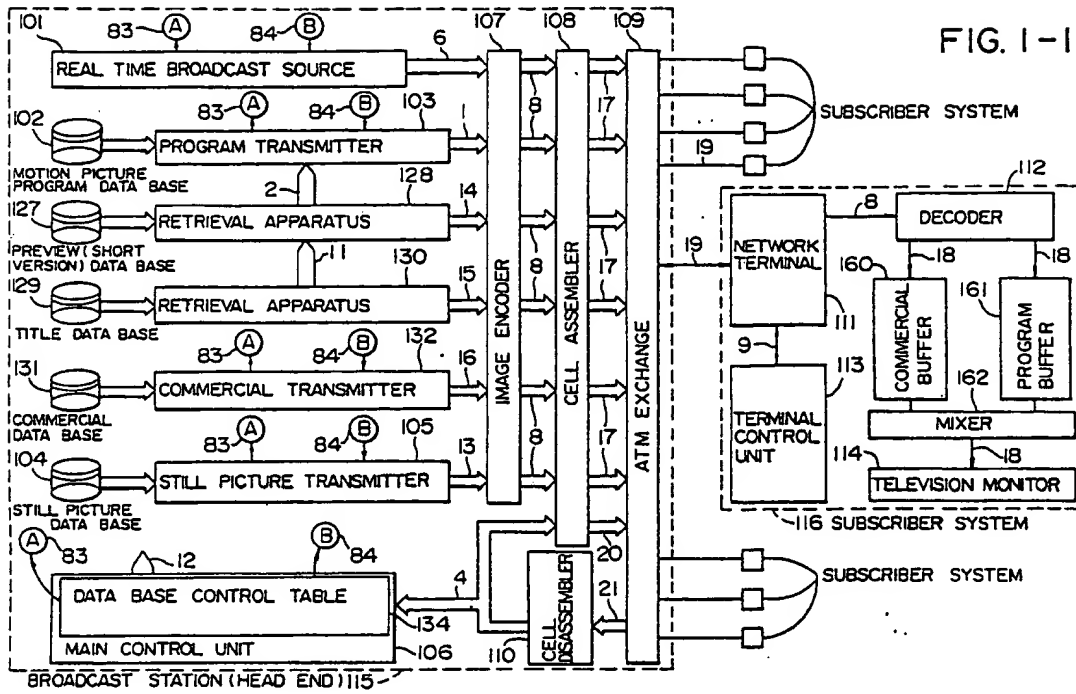 FIG. 1-1
101
83
A
84
B
6
107
108
109
REAL TIME BROADCAST SOURCE
8
17
SUBSCRIBER SYSTEM
102
83
A
84
B
103
1
8
17
PROGRAM TRANSMITTER
MOTION PICTURE
PROGRAM DATA BASE
2
19
127
128
14
RETRIEVAL APPARATUS
8
17
PREVIEW (SHORT
VERSION) DATA BASE
11
129
130
15
RETRIEVAL APPARATUS
8
17
TITLE DATA BASE
131
83
A
84
B
132
16
COMMERCIAL TRANSMITTER
8
17
COMMERCIAL
DATA BASE
104
83
A
84
B
105
13
STILL PICTURE TRANSMITTER
8
17
STILL PICTURE
DATA BASE
IMAGE ENCODER
CELL ASSEMBLER
ATM EXCHANGE
A
83
12
B
84
4
20
21
DATA BASE CONTROL TABLE
134
MAIN CONTROL UNIT
106
110
CELL
DISASSEMBLER
BROADCAST STATION (HEAD END) 115
19
NETWORK
TERMINAL
111
8
112
DECODER
18
18
160
161
COMMERCIAL
BUFFER
PROGRAM
BUFFER
9
113
TERMINAL
CONTROL
UNIT
162
MIXER
114
18
TELEVISION MONITOR
116 SUBSCRIBER SYSTEM
SUBSCRIBER SYSTEM